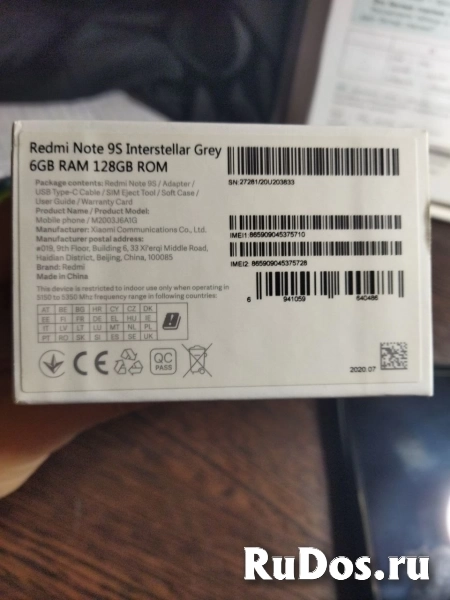 Redmi Note 9S Interstellar Grey
6GB RAM 128GB ROM
Package contents: Redmi Note 9S / Adapter /
USB Type-C Cable / SIM Eject Tool / Soft Case /
User Guide / Warranty Card
Product Name / Product Model:
Mobile phone / M2003J6A1G
Manufacturer: Xiaomi Communications Co., Ltd.
Manufacturer postal address:
#019, 9th Floor, Building 6, 33 Xi'erqi Middle Road,
Haidian District, Beijing, China, 100085
Brand: Redmi
Made in China
This device is restricted to indoor use only when operating in
5150 to 5350 Mhz frequency range in following countries:
AT BE BG HR CY CZ DK
EE FI FR DE EL HU IE
IT LV LT LU MT NL PL
PT RO SK SI ES SE UK
CE
QC
PASS
SN: 27281/20U203833
IMEI1: 865909045375710
IMEI2: 865909045375728
6 941059 640486
2020.07
RuDos.ru